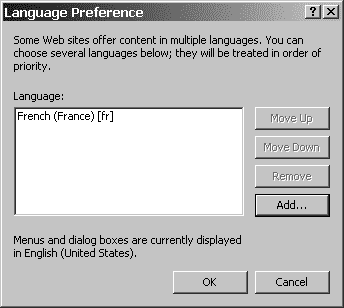 Language Preference
Some Web sites offer content in multiple languages. You can
choose several languages below; they will be treated in order of
priority.
Language:
French (France) [fr]
Move Up
Move Down
Remove
Add...
Menus and dialog boxes are currently displayed
in English (United States).
OK
Cancel